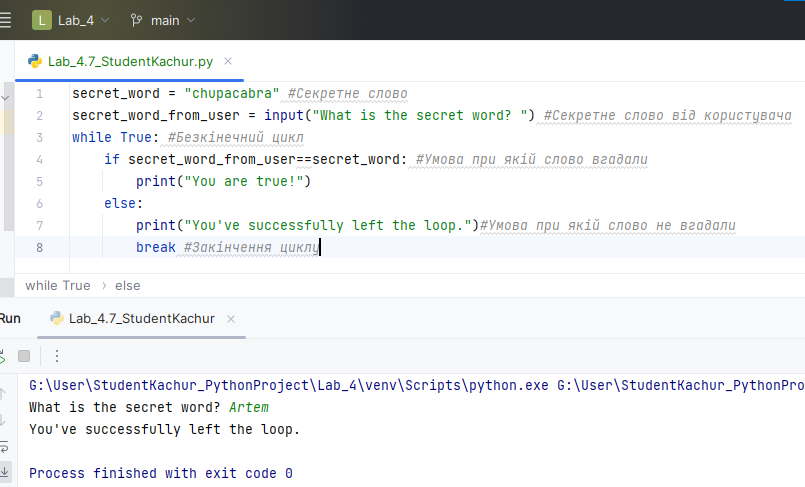 L Lab_4 main
Lab_4.7_StudentKachur.py
1 secret_word = "chupacabra" #Секретне слово
2 secret_word_from_user = input("What is the secret word? ") #Секретне слово від користувача
3 while True: #Безкінечний цикл
4 if secret_word_from_user==secret_word: #Умова при якій слово вгадали
5 print("You are true!")
6 else:
7 print("You've successfully left the loop.")#Умова при якій слово не вгадали
8 break #Закінчення циклу
while True › else
Run Lab_4.7_StudentKachur
G:\User\StudentKachur_PythonProject\Lab_4\venv\Scripts\python.exe G:\User\StudentKachur_PythonPro
What is the secret word? Artem
You've successfully left the loop.
Process finished with exit code 0